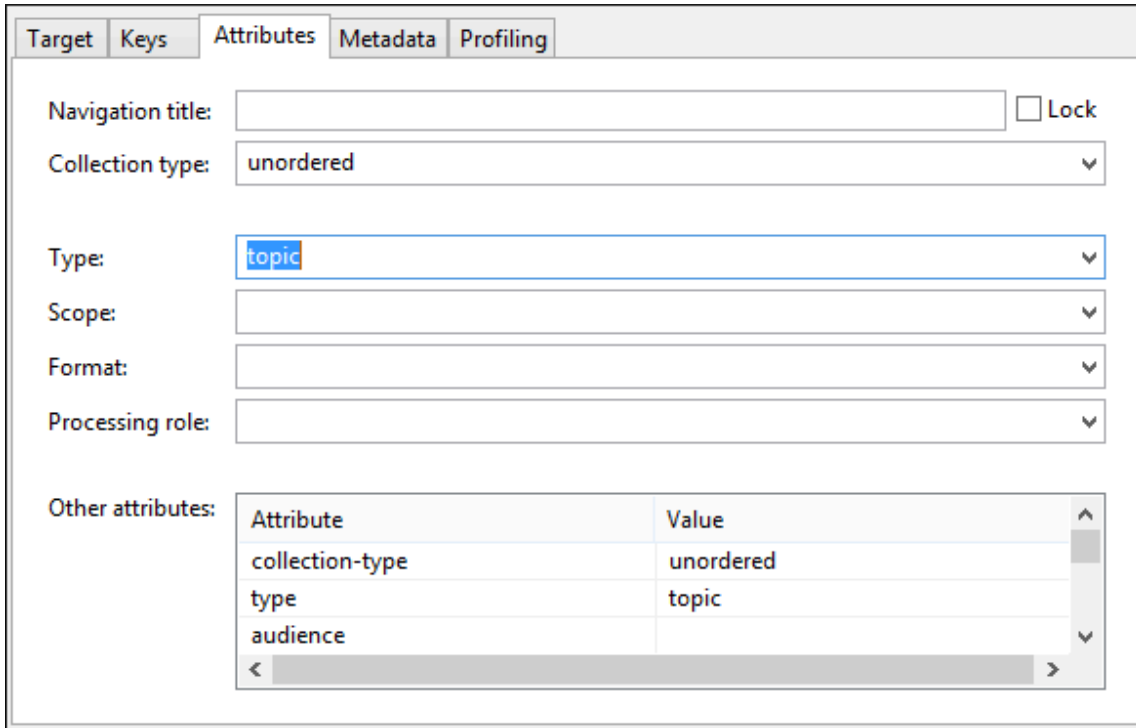 Target Keys Attributes Metadata Profiling
Navigation title: Lock
Collection type: unordered
Type: topic
Scope:
Format:
Processing role:
Other attributes:
Attribute Value
collection-type unordered
type topic
audience